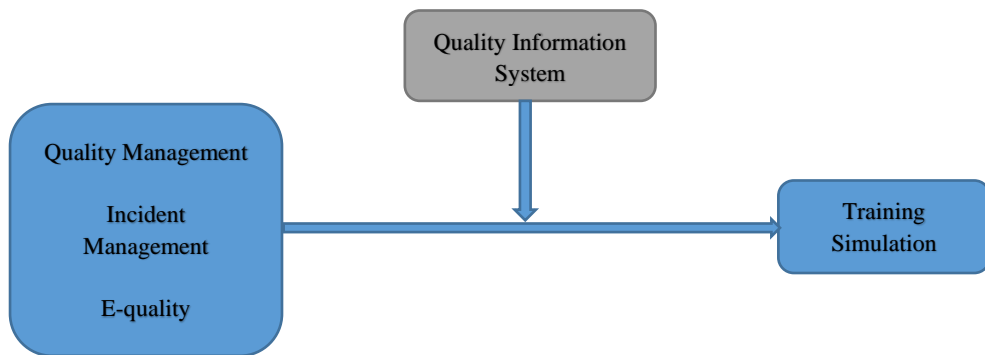 Quality Information
System
Quality Management
Incident
Management
E-quality
Training
Simulation